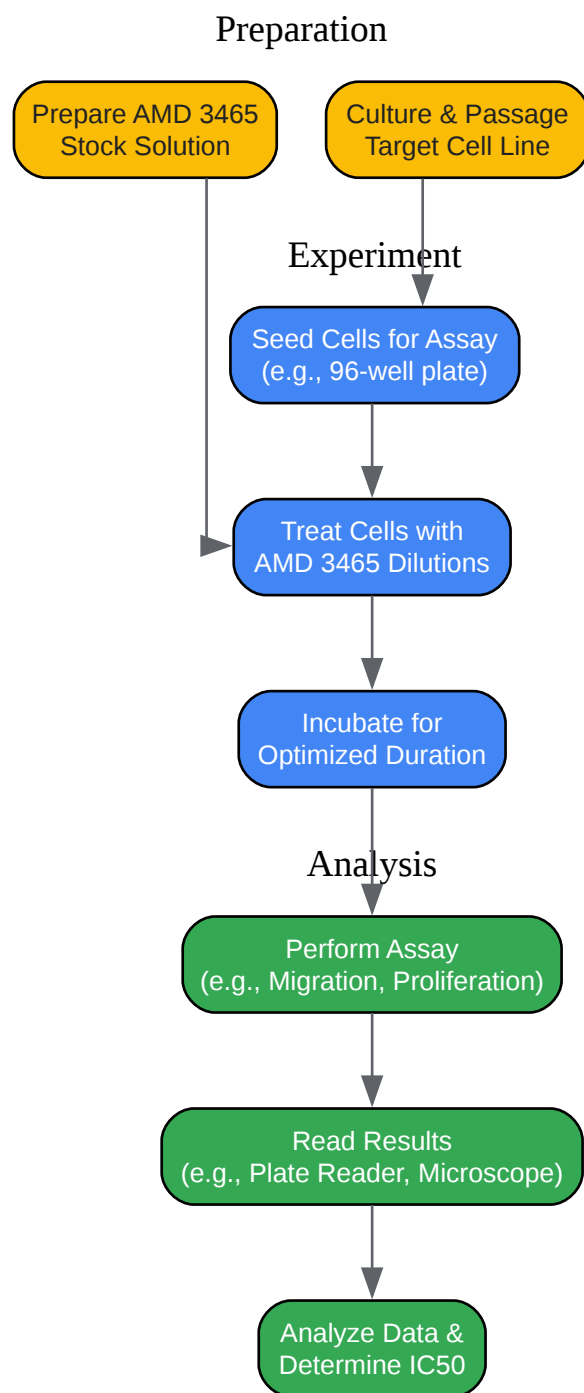 Preparation
Prepare AMD 3465
Stock Solution
Culture & Passage
Target Cell Line
Experiment
Seed Cells for Assay
(e.g., 96-well plate)
Treat Cells with
AMD 3465 Dilutions
Incubate for
Optimized Duration
Analysis
Perform Assay
(e.g., Migration, Proliferation)
Read Results
(e.g., Plate Reader, Microscope)
Analyze Data &
Determine IC50